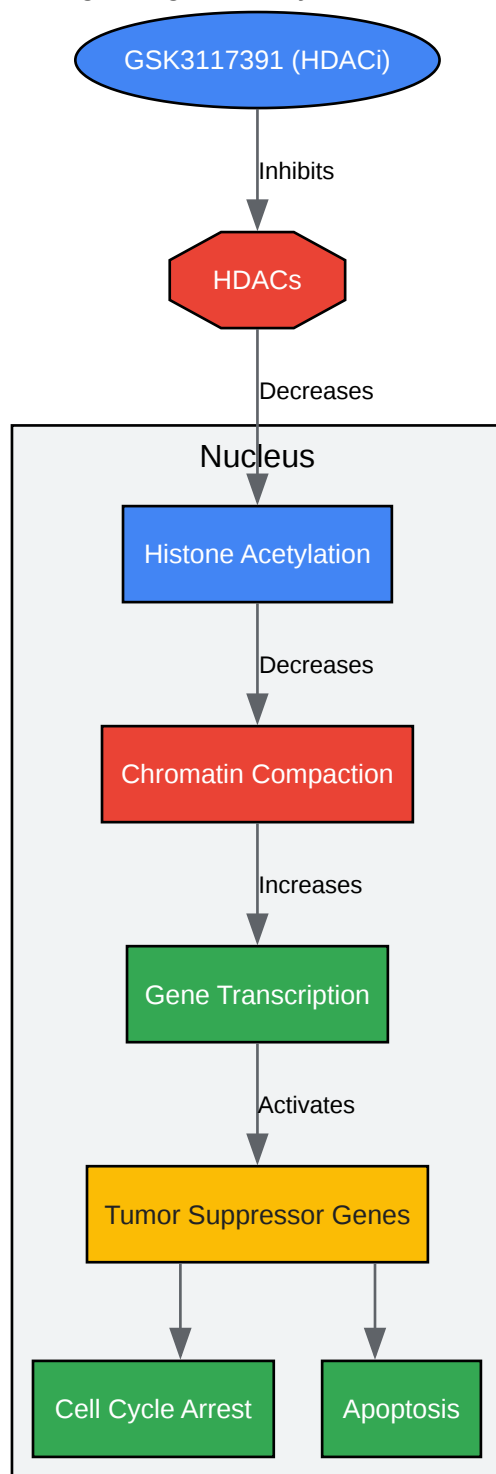 GSK3117391 (HDACi)
Inhibits
HDACs
Decreases
Nucleus
Histone Acetylation
Decreases
Chromatin Compaction
Increases
Gene Transcription
Activates
Tumor Suppressor Genes
Cell Cycle Arrest
Apoptosis